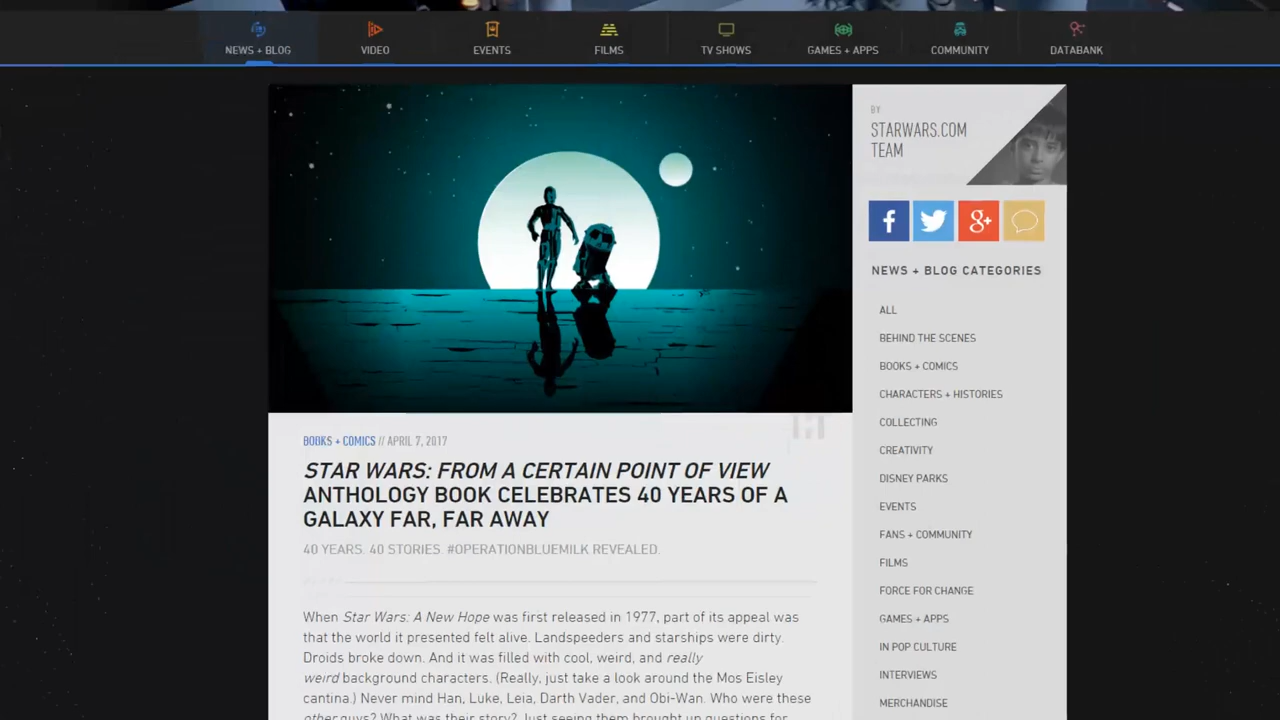 NEWS + BLOG
VIDEO
EVENTS
FILMS
TV SHOWS
GAMES + APPS
COMMUNITY
DATABANK
BY
STARWARS.COM
TEAM
f
g+
NEWS + BLOG CATEGORIES
ALL
BEHIND THE SCENES
BOOKS + COMICS
CHARACTERS + HISTORIES
COLLECTING
CREATIVITY
DISNEY PARKS
EVENTS
FANS + COMMUNITY
FILMS
FORCE FOR CHANGE
GAMES + APPS
IN POP CULTURE
INTERVIEWS
MERCHANDISE
BOOKS + COMICS // APRIL 7, 2017
STAR WARS: FROM A CERTAIN POINT OF VIEW
ANTHOLOGY BOOK CELEBRATES 40 YEARS OF A
GALAXY FAR, FAR AWAY
40 YEARS. 40 STORIES. #OPERATIONBLUEMILK REVEALED.
When Star Wars: A New Hope was first released in 1977, part of its appeal was
that the world it presented felt alive. Landspeeders and starships were dirty.
Droids broke down. And it was filled with cool, weird, and really
weird background characters. (Really, just take a look around the Mos Eisley
cantina.) Never mind Han, Luke, Leia, Darth Vader, and Obi-Wan. Who were these
other guys? What was their story? Just seeing them brought up questions for